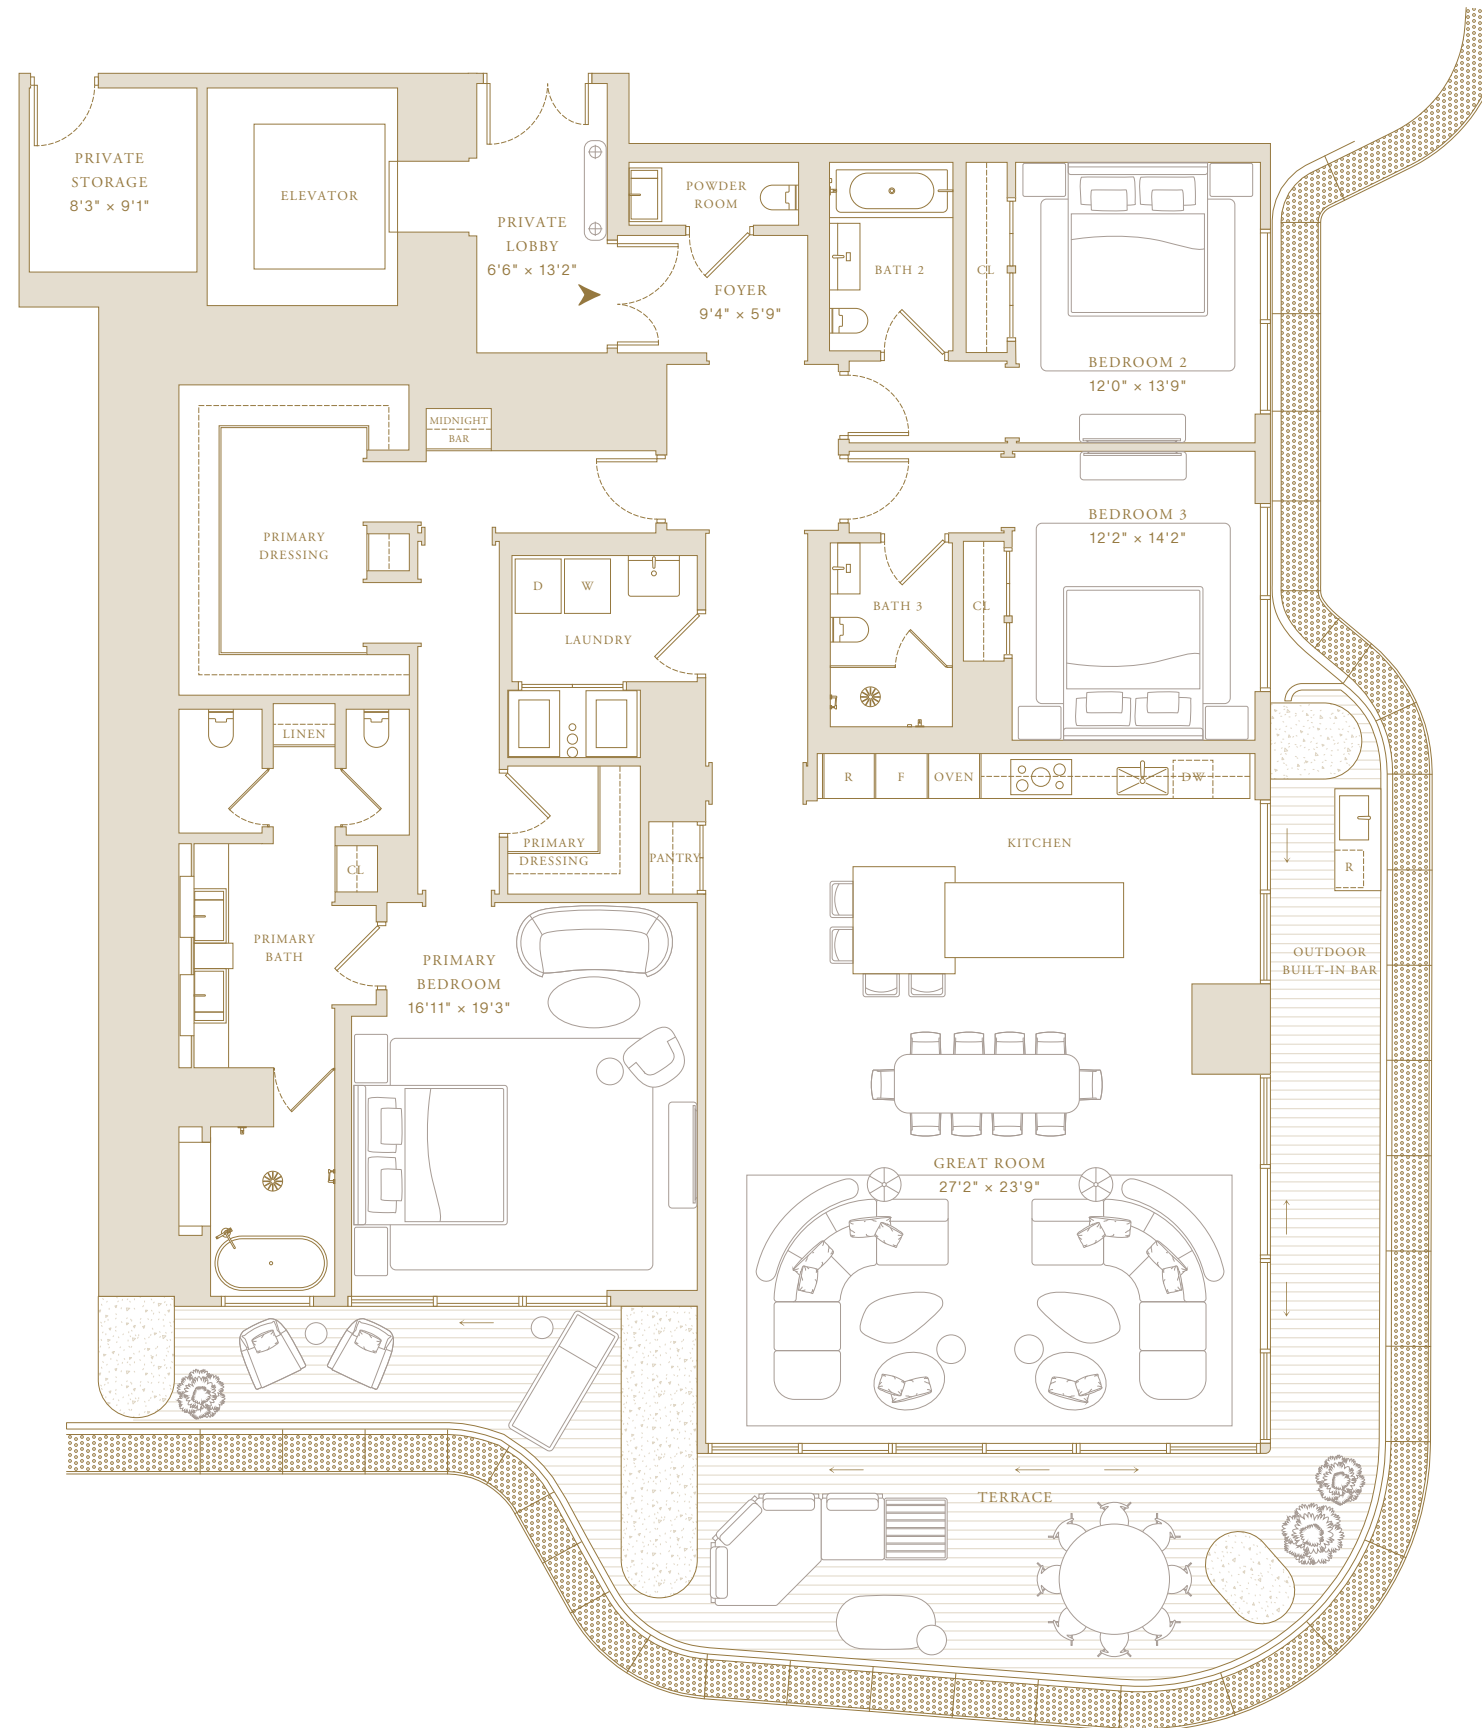 PRIVATE
STORAGE
8'3" × 9'1"
ELEVATOR
PRIVATE
LOBBY
6'6" × 13'2"
POWDER
ROOM
FOYER
9'4" × 5'9"
BATH 2
CL
BEDROOM 2
12'0" × 13'9"
MIDNIGHT
BAR
PRIMARY
DRESSING
BEDROOM 3
12'2" × 14'2"
D
W
LAUNDRY
BATH 3
CL
LINEN
R
F
OVEN
DW
PRIMARY
DRESSING
PANTRY
KITCHEN
CL
R
PRIMARY
BATH
PRIMARY
BEDROOM
16'11" × 19'3"
OUTDOOR
BUILT-IN BAR
GREAT ROOM
27'2" × 23'9"
TERRACE